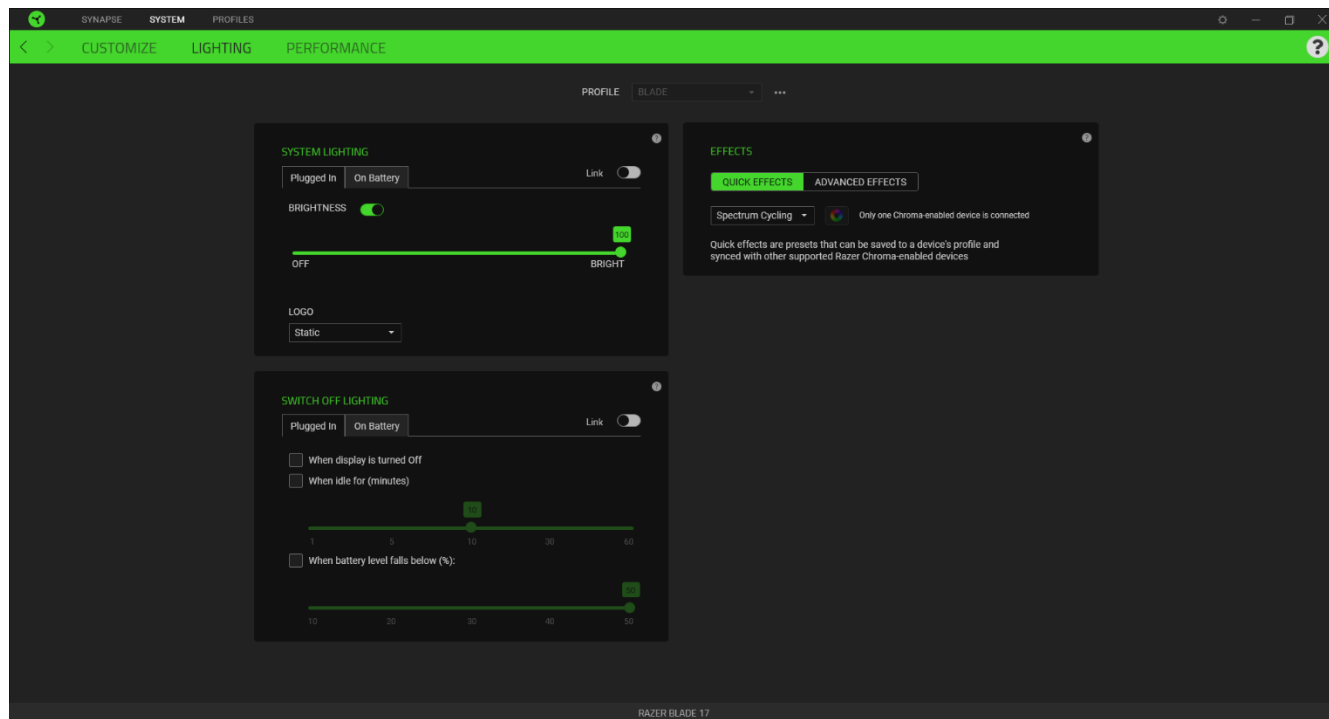 SYNAPSE SYSTEM PROFILES
CUSTOMIZE LIGHTING PERFORMANCE ?
PROFILE BLADE
SYSTEM LIGHTING
Plugged In On Battery Link
BRIGHTNESS
100
OFF BRIGHT
LOGO
Static
SWITCH OFF LIGHTING
Plugged In On Battery Link
When display is turned Off
When idle for (minutes)
10
1 5 10 30 60
When battery level falls below (%):
50
10 20 30 40 50
EFFECTS
QUICK EFFECTS ADVANCED EFFECTS
Spectrum Cycling Only one Chroma-enabled device is connected
Quick effects are presets that can be saved to a device's profile and
synced with other supported Razer Chroma-enabled devices
RAZER BLADE 17